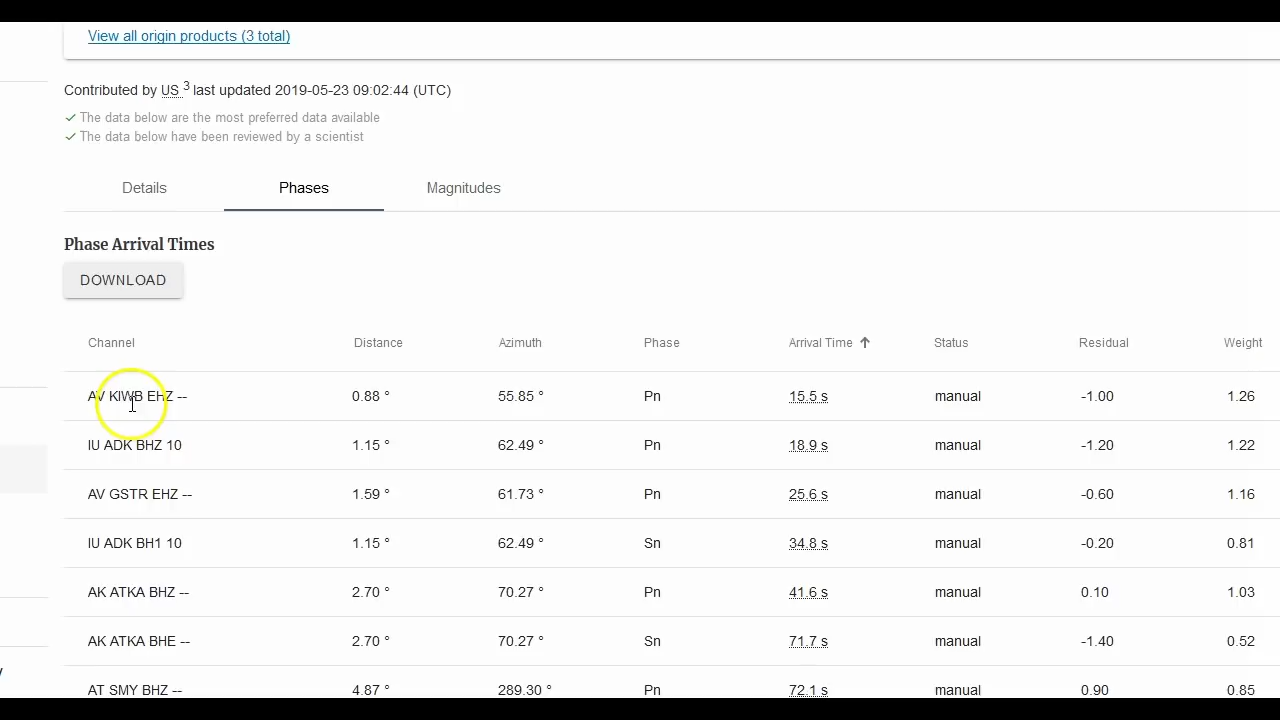 View all origin products (3 total)
Contributed by US 3 last updated 2019-05-23 09:02:44 (UTC)
✓ The data below are the most preferred data available
✓ The data below have been reviewed by a scientist
Details Phases Magnitudes
Phase Arrival Times
DOWNLOAD
Channel Distance Azimuth Phase Arrival Time ↑ Status Residual Weight
AV KIWB EHZ -- 0.88 ° 55.85 ° Pn 15.5 s manual -1.00 1.26
IU ADK BHZ 10 1.15 ° 62.49 ° Pn 18.9 s manual -1.20 1.22
AV GSTR EHZ -- 1.59 ° 61.73 ° Pn 25.6 s manual -0.60 1.16
IU ADK BH1 10 1.15 ° 62.49 ° Sn 34.8 s manual -0.20 0.81
AK ATKA BHZ -- 2.70 ° 70.27 ° Pn 41.6 s manual 0.10 1.03
AK ATKA BHE -- 2.70 ° 70.27 ° Sn 71.7 s manual -1.40 0.52
AT SMY BHZ -- 4.87 ° 289.30 ° Pn 72.1 s manual 0.90 0.85